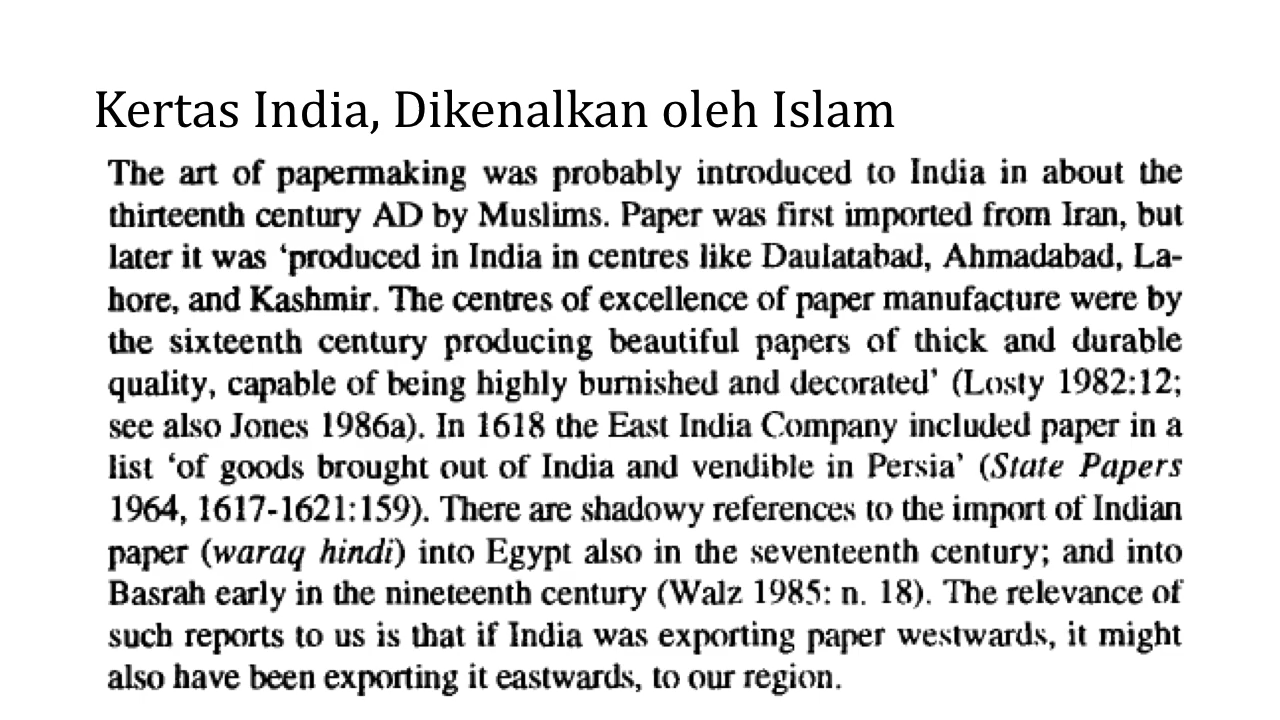 Kertas India, Dikenalkan oleh Islam
The art of papermaking was probably introduced to India in about the
thirteenth century AD by Muslims. Paper was first imported from Iran, but
later it was ‘produced in India in centres like Daulatabad, Ahmadabad, La-
hore, and Kashmir. The centres of excellence of paper manufacture were by
the sixteenth century producing beautiful papers of thick and durable
quality, capable of being highly burnished and decorated’ (Losty 1982:12;
see also Jones 1986a). In 1618 the East India Company included paper in a
list ‘of goods brought out of India and vendible in Persia’ (State Papers
1964, 1617-1621:159). There are shadowy references to the import of Indian
paper (waraq hindi) into Egypt also in the seventeenth century; and into
Basrah early in the nineteenth century (Walz 1985: n. 18). The relevance of
such reports to us is that if India was exporting paper westwards, it might
also have been exporting it eastwards, to our region.